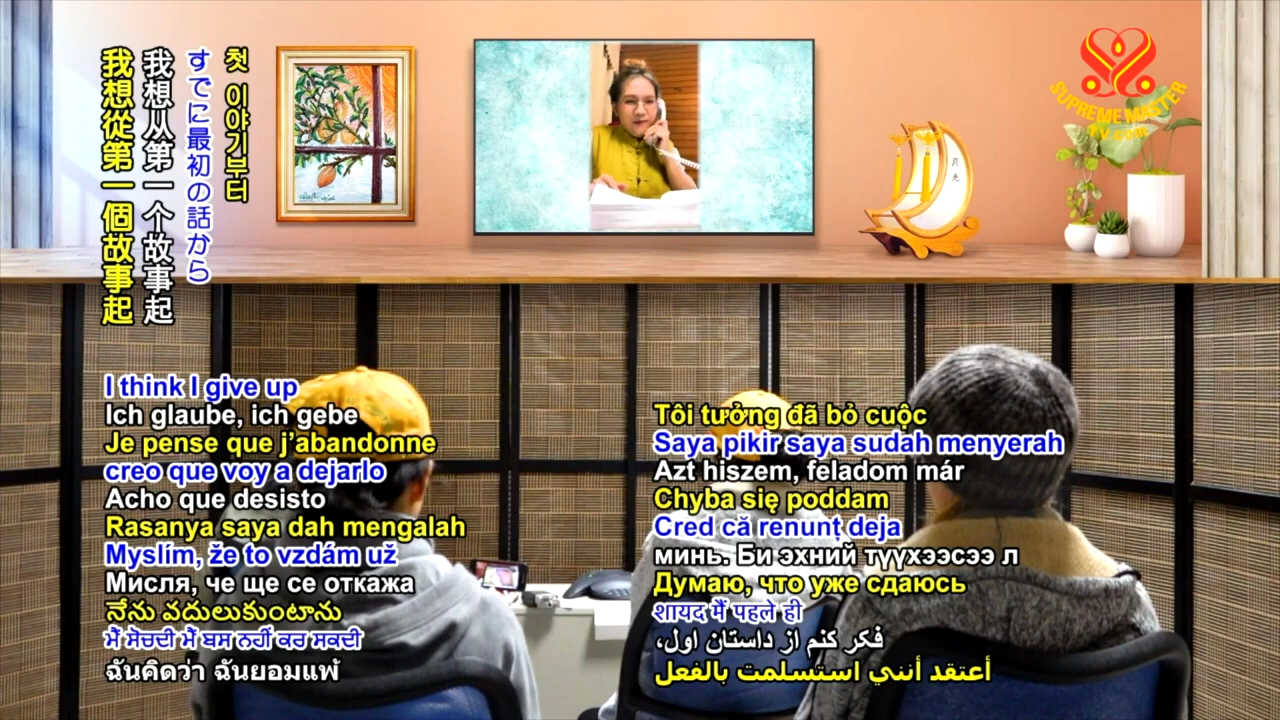 첫 이야기부터
すでに最初の話から
我想从第一个故事起
我想從第一個故事起
SUPREME MASTER
TV.com
月光
I think I give up
Ich glaube, ich gebe
Je pense que j'abandonne
creo que voy a dejarlo
Acho que desisto
Rasanya saya dah mengalah
Myslím, že to vzdám už
Мисля, че ще се откажа
నేను వదులుకుంటాను
ਮੈਂ ਸੋਚਦੀ ਮੈਂ ਬਸ ਨਹੀਂ ਕਰ ਸਕਦੀ
ฉันคิดว่า ฉันยอมแพ้
Tôi tưởng đã bỏ cuộc
Saya pikir saya sudah menyerah
Azt hiszem, feladom már
Chyba się poddam
Cred că renunț deja
минь. Би эхний түүхээсээ л
Думаю, что уже сдаюсь
शायद मैं पहले ही
فکر کنم از داستان اول،
أعتقد أنني استسلمت بالفعل